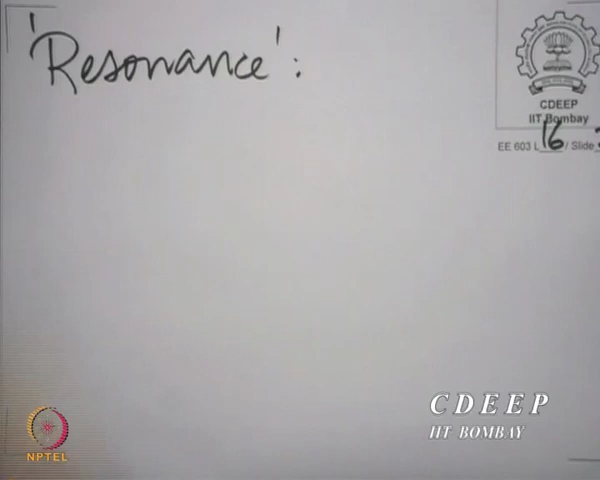 'Resonance':
CDEEP
IIT Bombay
EE 603 L 16 / Slide
CDEEP
IIT BOMBAY
NPTEL